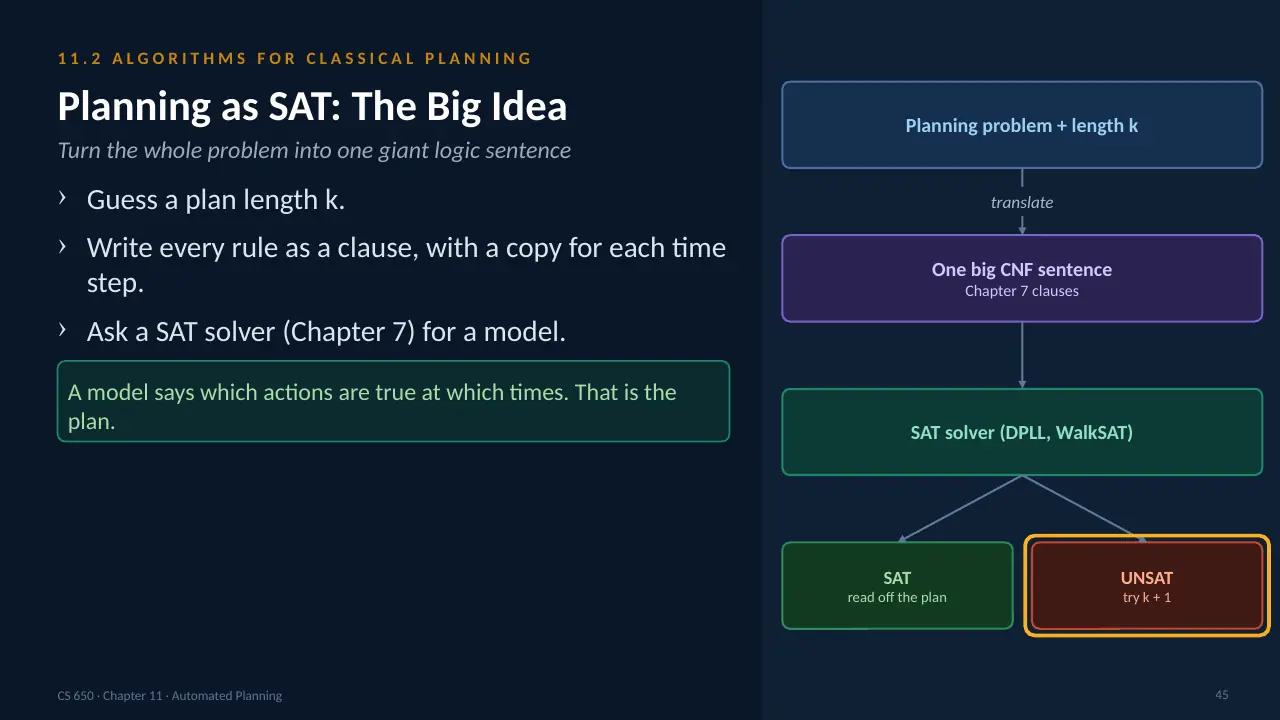 11.2 ALGORITHMS FOR CLASSICAL PLANNING
Planning as SAT: The Big Idea
Turn the whole problem into one giant logic sentence
› Guess a plan length k.
› Write every rule as a clause, with a copy for each time
step.
› Ask a SAT solver (Chapter 7) for a model.
A model says which actions are true at which times. That is the
plan.
Planning problem + length k
translate
One big CNF sentence
Chapter 7 clauses
SAT solver (DPLL, WalkSAT)
SAT
read off the plan
UNSAT
try k + 1
CS 650 · Chapter 11 · Automated Planning
45